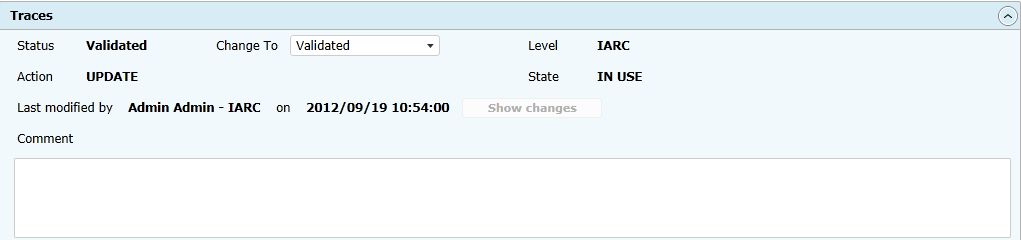 Traces
Status Validated Change To Validated Level IARC
Action UPDATE State IN USE
Last modified by Admin Admin - IARC on 2012/09/19 10:54:00 Show changes
Comment